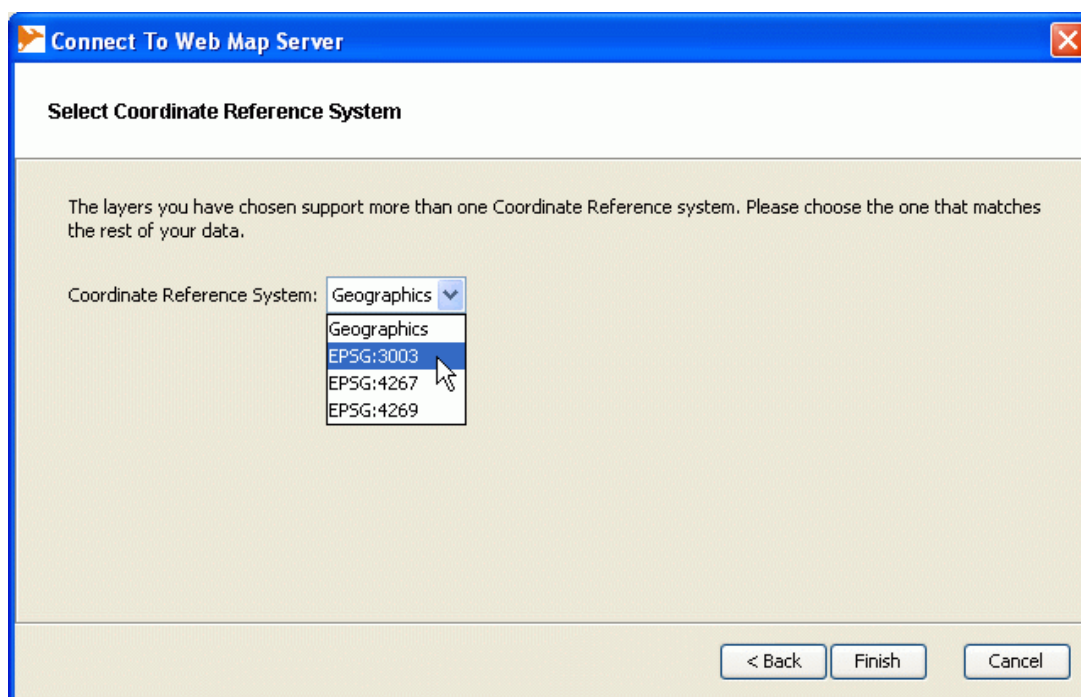 Connect To Web Map Server
Select Coordinate Reference System
The layers you have chosen support more than one Coordinate Reference system. Please choose the one that matches
the rest of your data.
Coordinate Reference System: Geographics
Geographics
EPSG:3003
EPSG:4267
EPSG:4269
< Back Finish Cancel